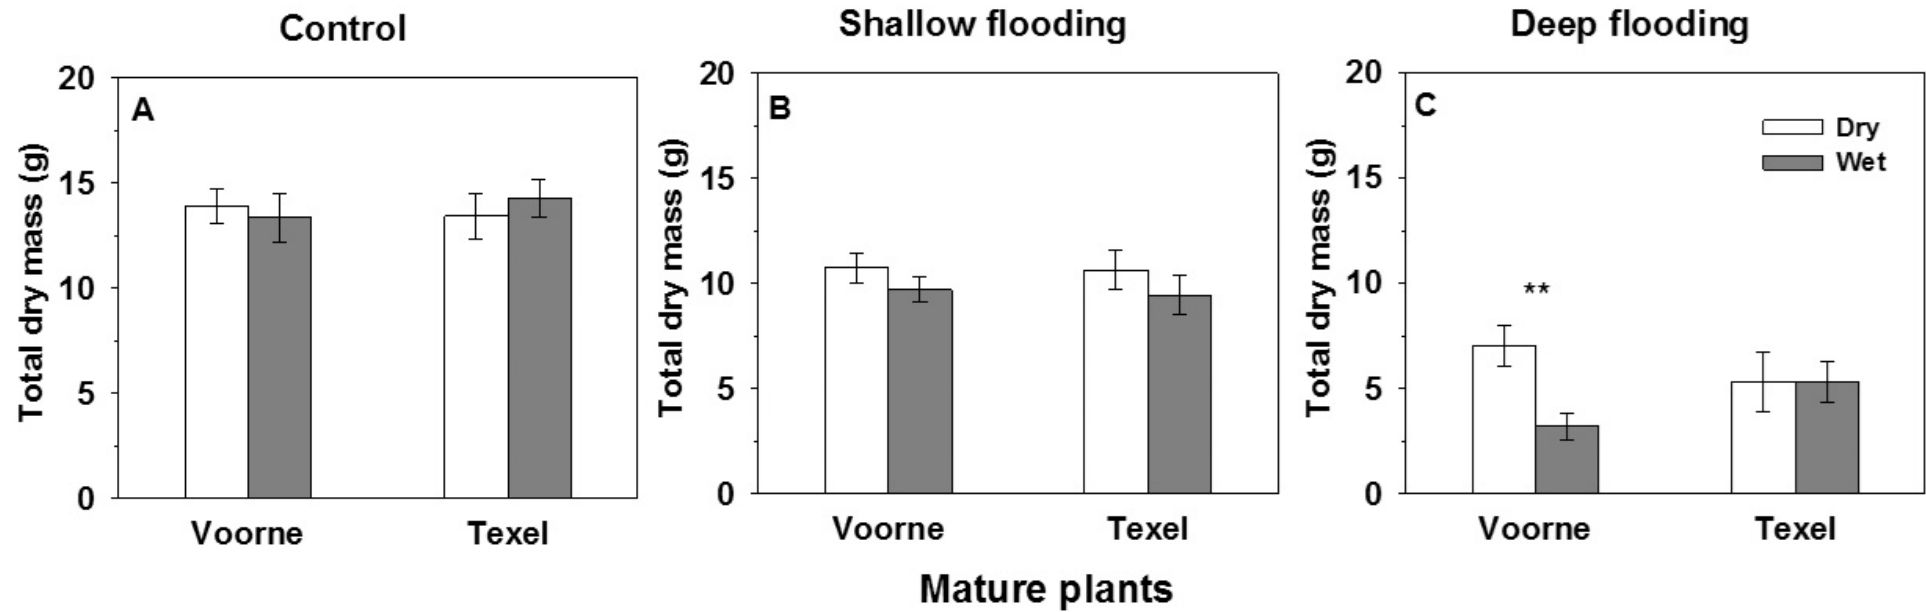 Control
Shallow flooding
Deep flooding
A
20
15
10
5
0
Total dry mass (g)
Voorne
Texel
B
20
15
10
5
0
Total dry mass (g)
Voorne
Texel
C
20
15
10
5
0
Total dry mass (g)
Dry
Wet
**
Voorne
Texel
Mature plants